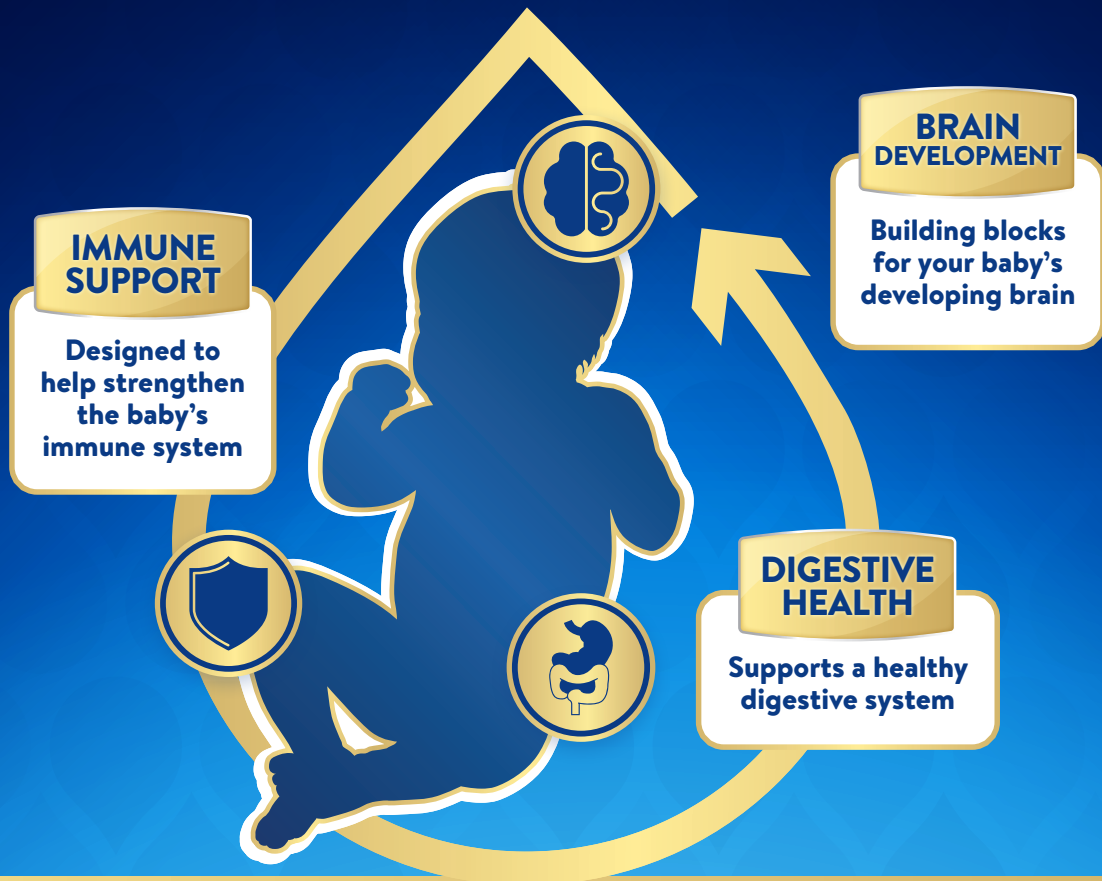 BRAIN
DEVELOPMENT
Building blocks
for your baby’s
developing brain
IMMUNE
SUPPORT
Designed to
help strengthen
the baby’s
immune system
DIGESTIVE
HEALTH
Supports a healthy
digestive system